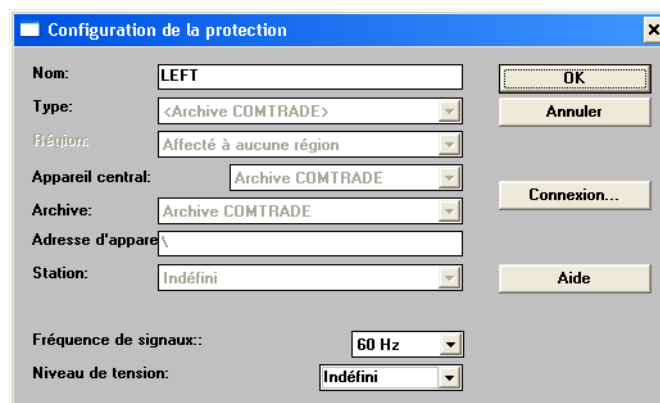 Configuration de la protection
Nom: LEFT OK
Type: <Archive COMTRADE> Annuler
Région: Affecté à aucune région
Appareil central: Archive COMTRADE Connexion...
Archive: Archive COMTRADE
Adresse d'appare \
Station: Indéfini Aide
Fréquence de signaux:: 60 Hz
Niveau de tension: Indéfini